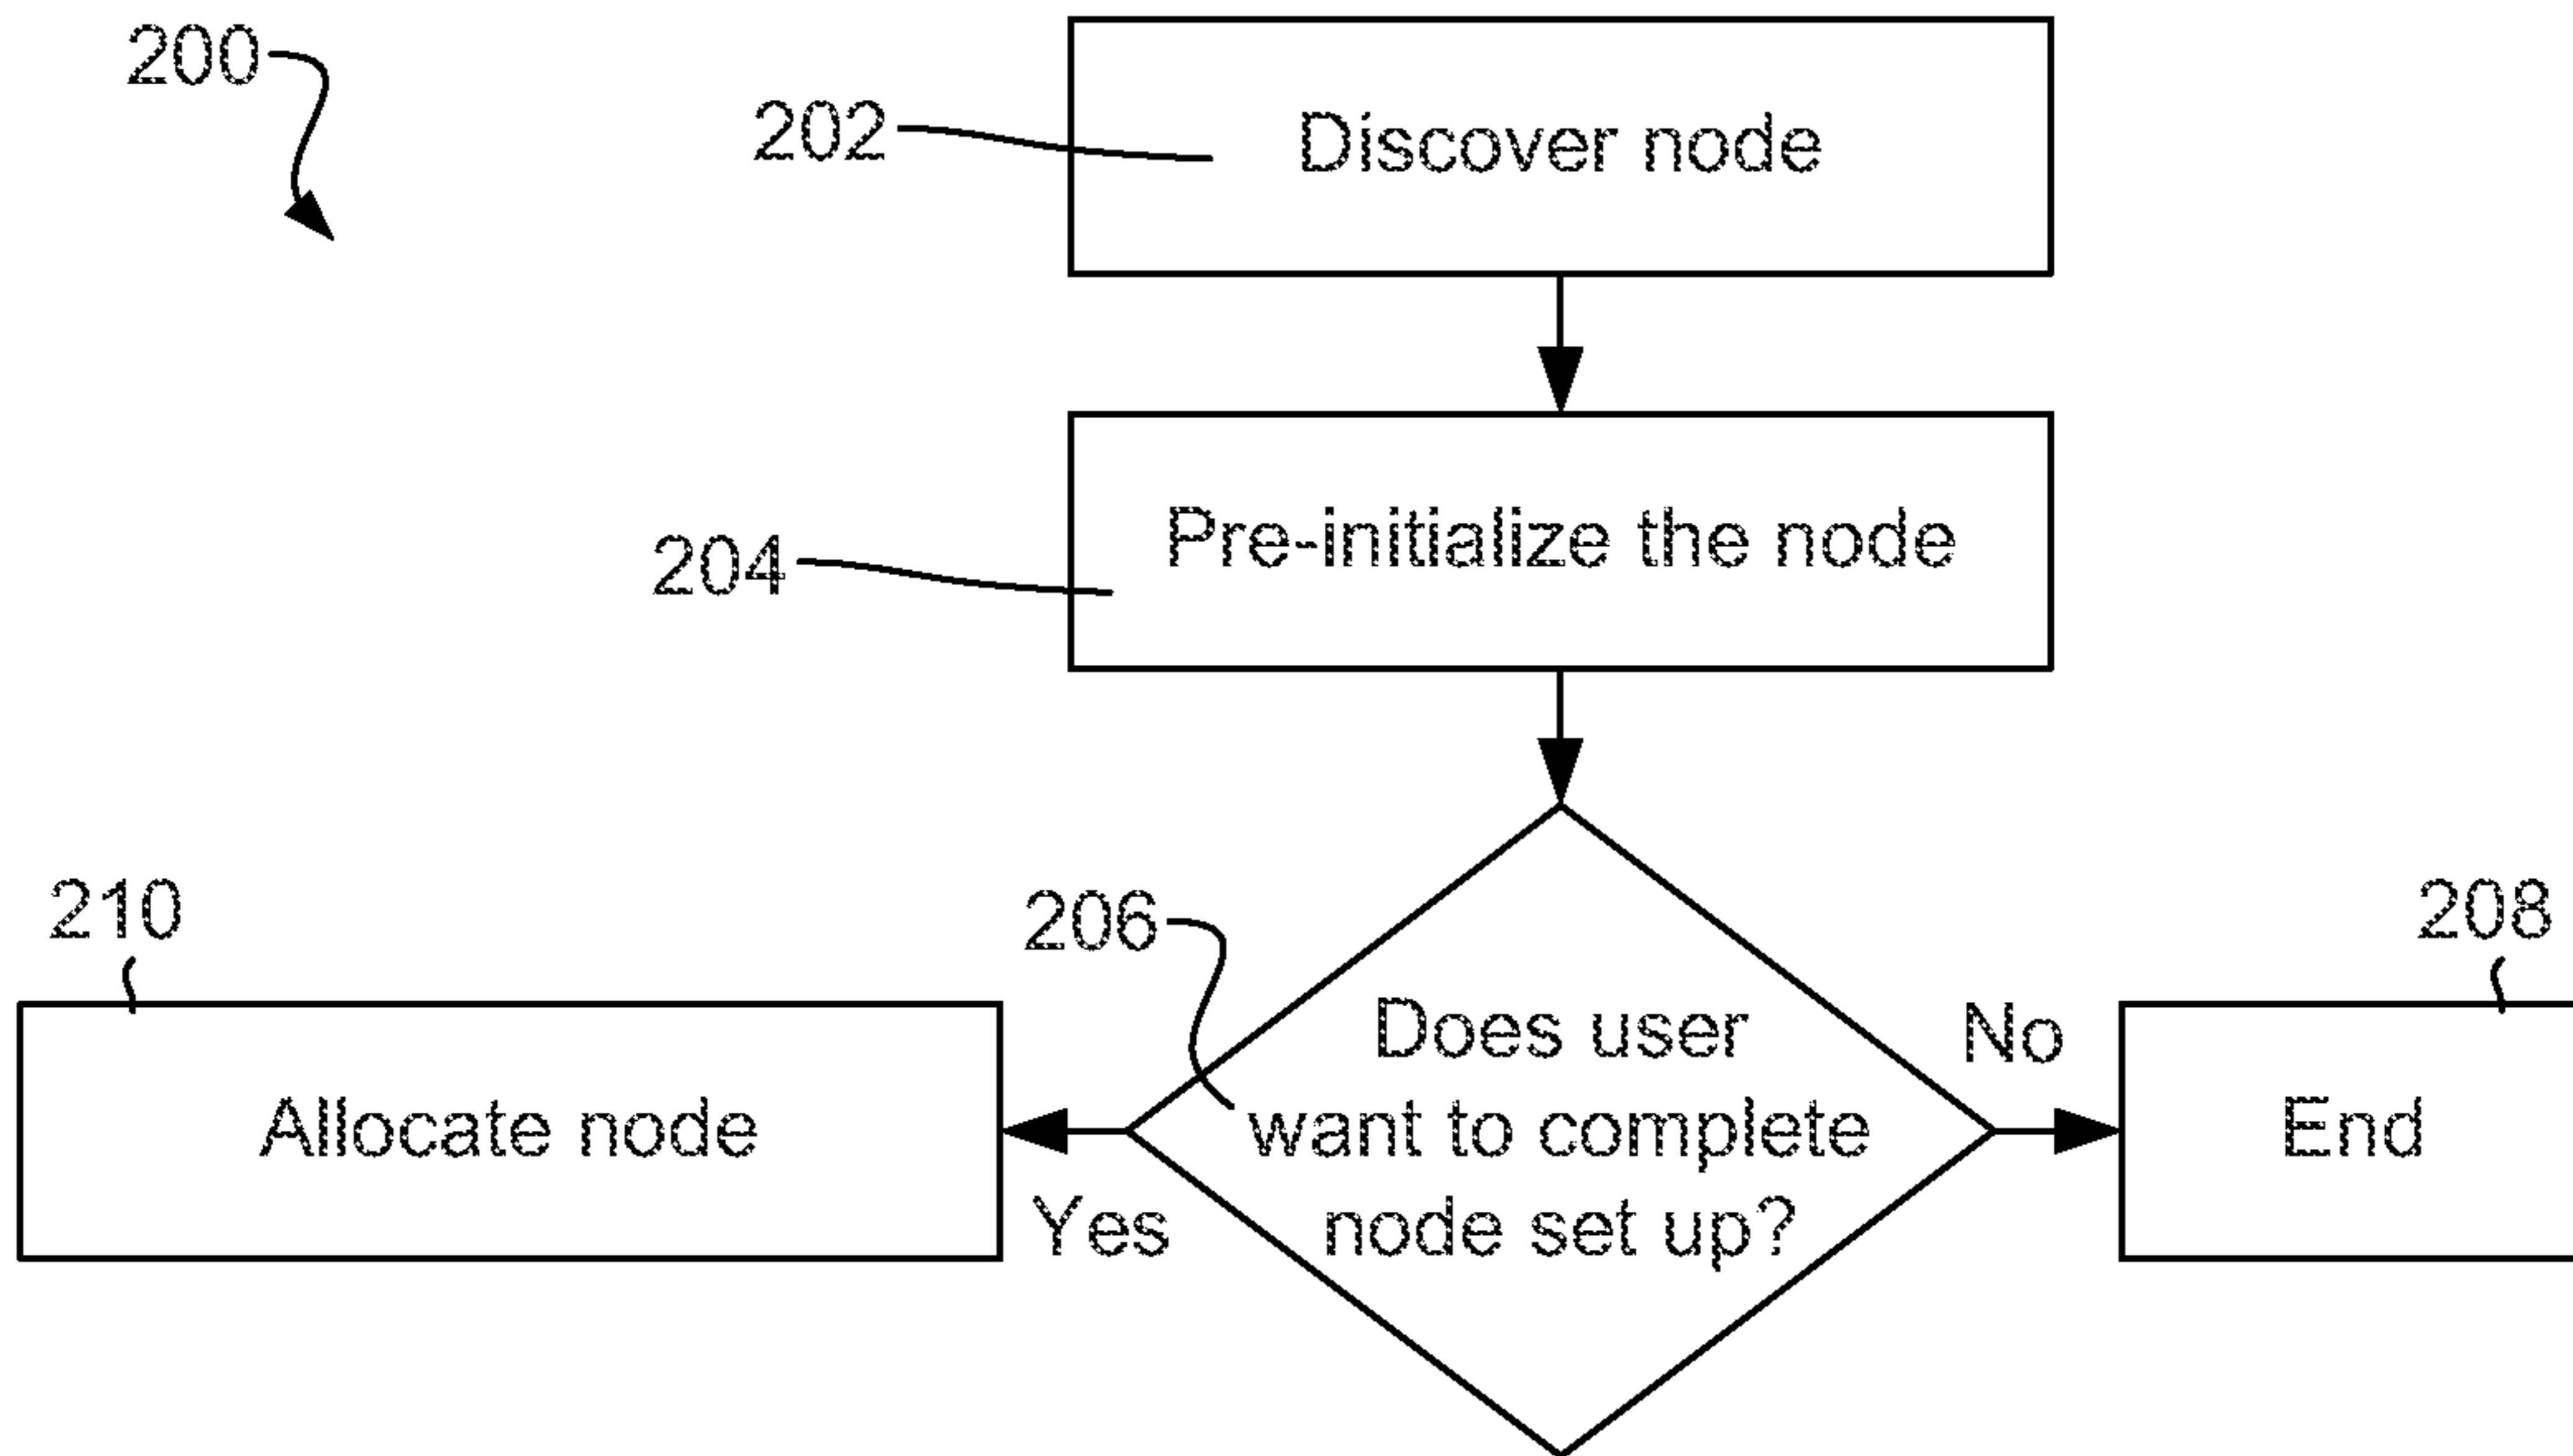 200
202
Discover node
204
Pre-initialize the node
210
206
208
Does user
want to complete
node set up?
No
Yes
Allocate node
End